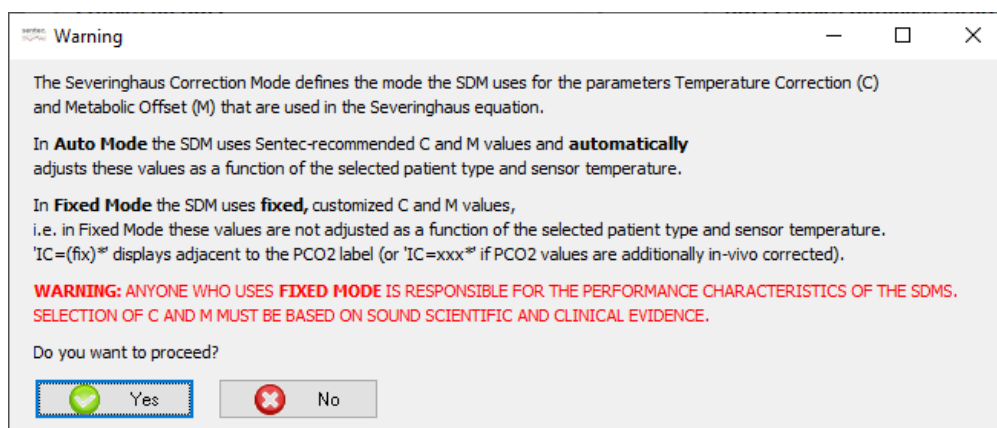 sentec
Warning
The Severinghaus Correction Mode defines the mode the SDM uses for the parameters Temperature Correction (C)
and Metabolic Offset (M) that are used in the Severinghaus equation.
In Auto Mode the SDM uses Sentec-recommended C and M values and automatically
adjusts these values as a function of the selected patient type and sensor temperature.
In Fixed Mode the SDM uses fixed, customized C and M values,
i.e. in Fixed Mode these values are not adjusted as a function of the selected patient type and sensor temperature.
'IC=(fix)*' displays adjacent to the PCO2 label (or 'IC=xxx*' if PCO2 values are additionally in-vivo corrected).
WARNING: ANYONE WHO USES FIXED MODE IS RESPONSIBLE FOR THE PERFORMANCE CHARACTERISTICS OF THE SDMS.
SELECTION OF C AND M MUST BE BASED ON SOUND SCIENTIFIC AND CLINICAL EVIDENCE.
Do you want to proceed?
Yes No